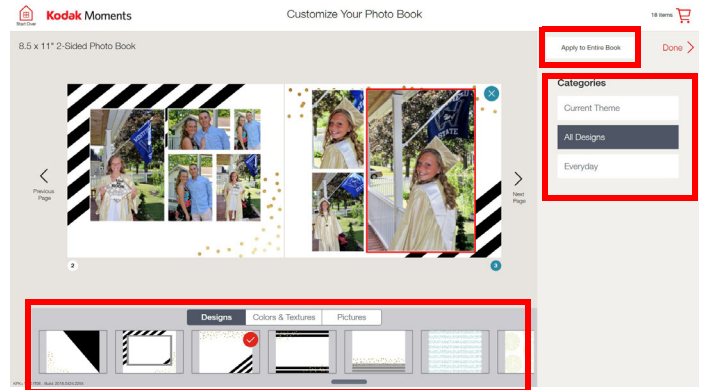 Kodak Moments
Customize Your Photo Book
18 items
Start Over
8.5 x 11" 2-Sided Photo Book
Apply to Entire Book
Done
Categories
Current Theme
All Designs
Everyday
STATE
Previous
Page
Next
Page
2
3
Designs
Colors & Textures
Pictures